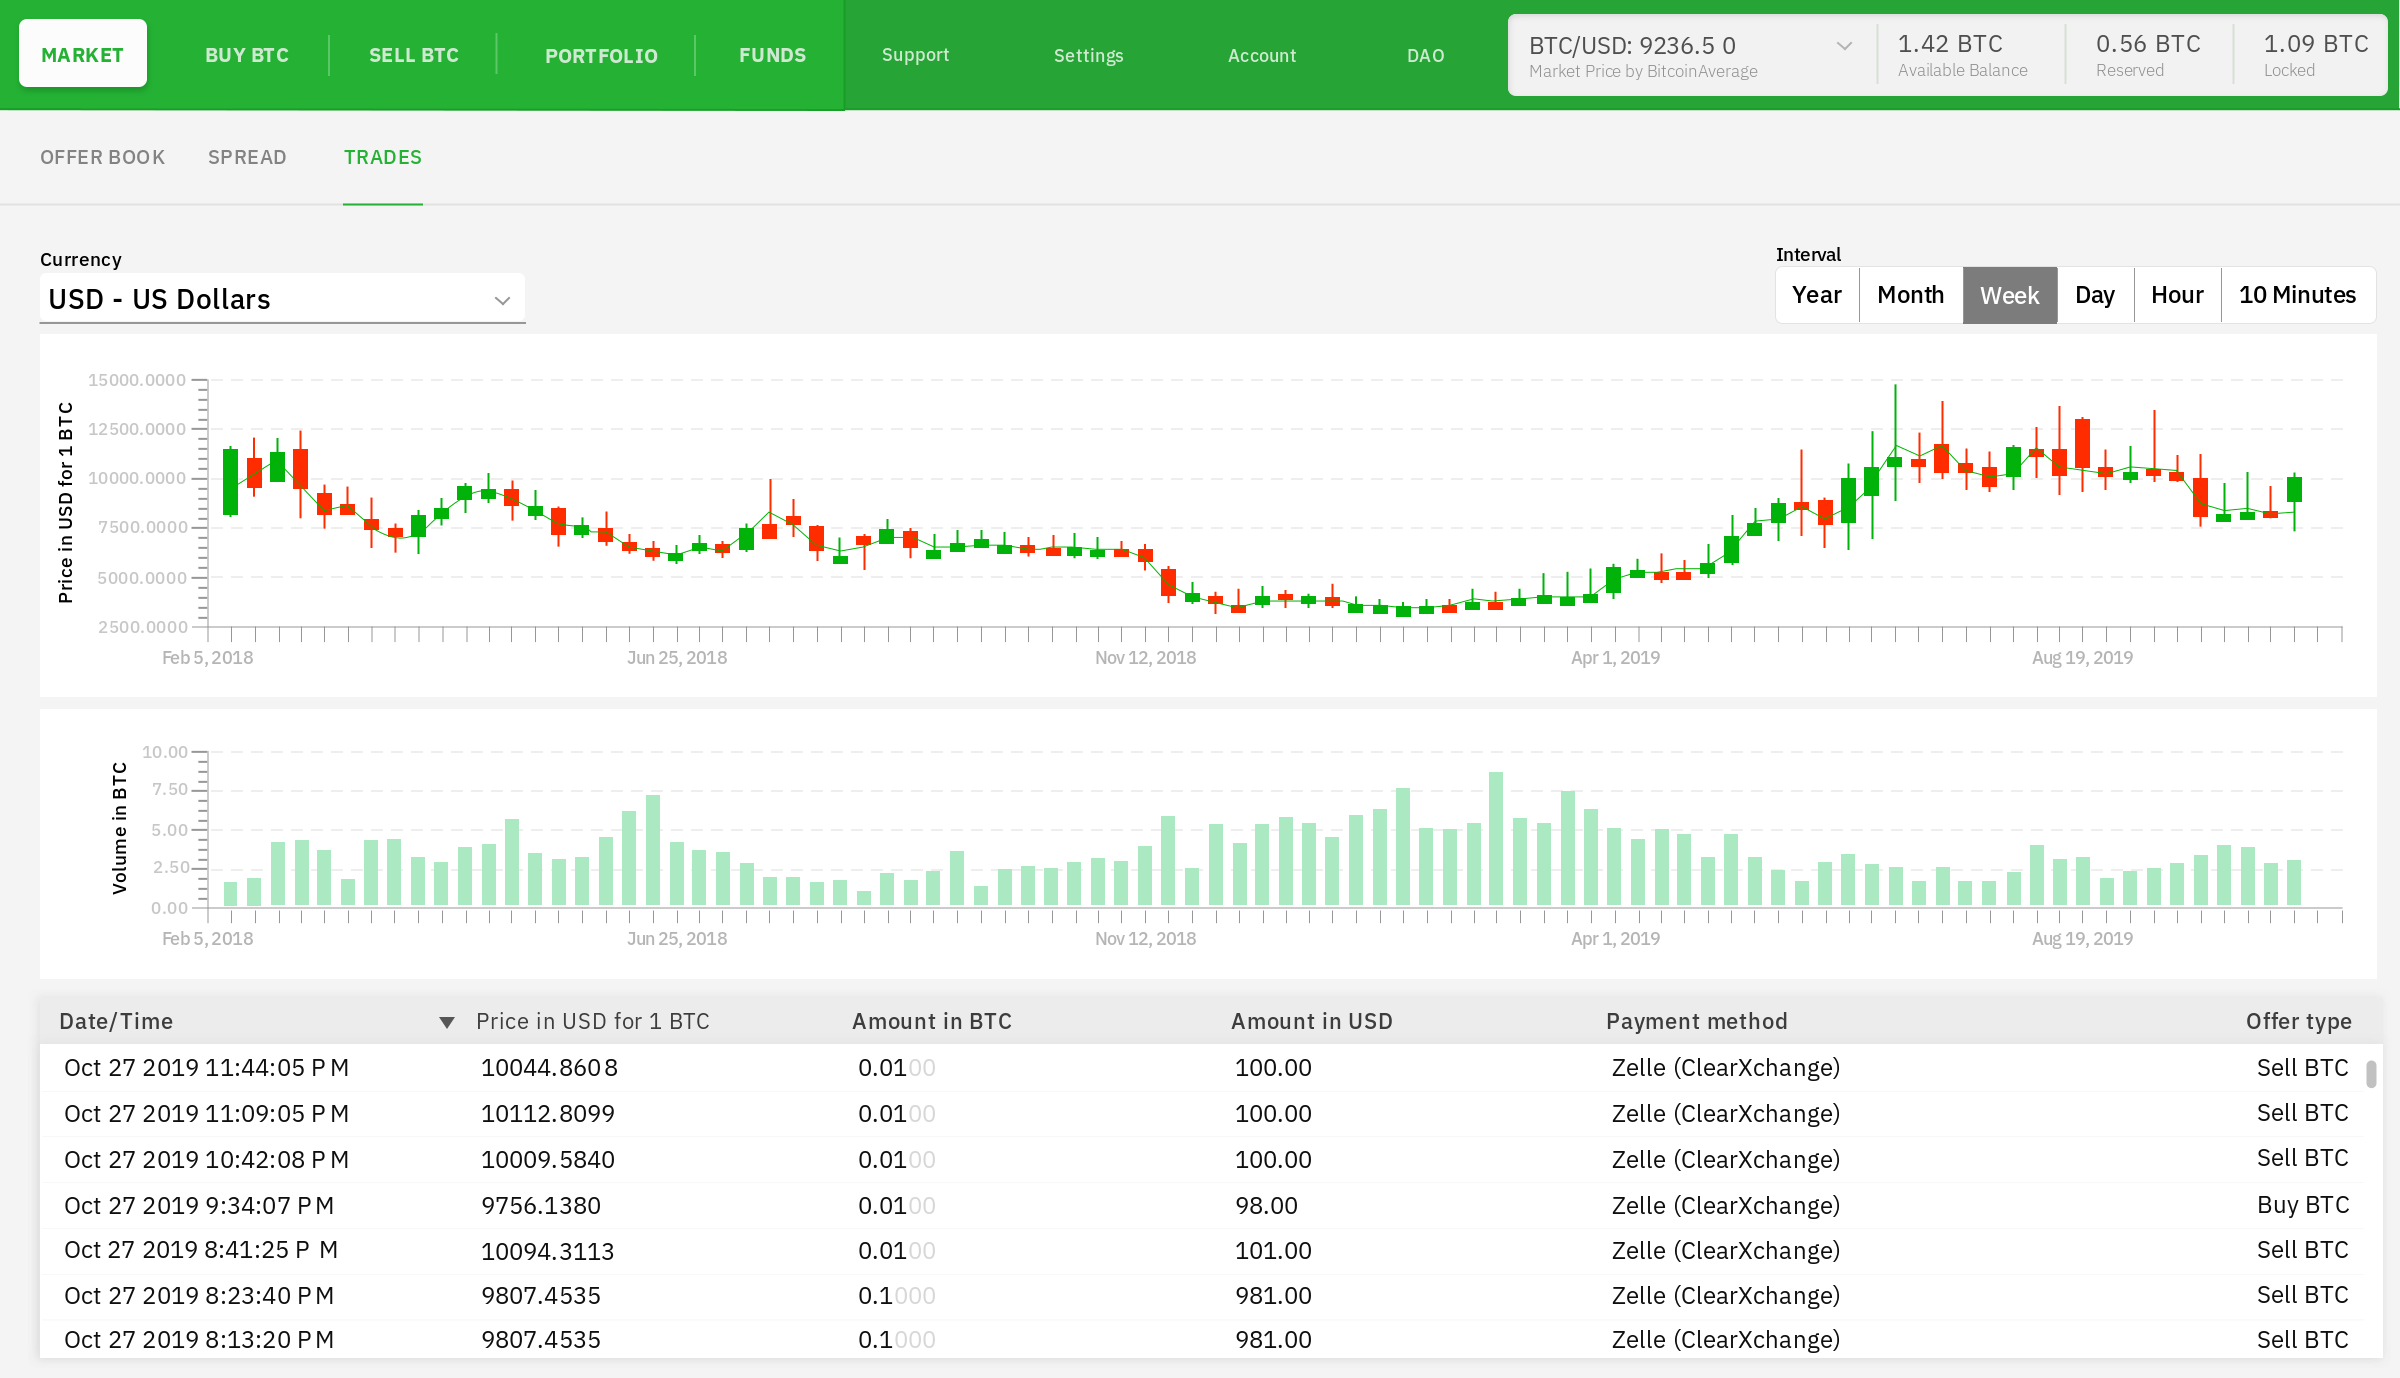 MARKET BUY BTC SELL BTC PORTFOLIO FUNDS Support Settings Account DAO BTC/USD: 9236.5 0 1.42 BTC 0.56 BTC 1.09 BTC
Market Price by BitcoinAverage Available Balance Reserved Locked
OFFER BOOK SPREAD TRADES
Currency
USD - US Dollars
Interval
Year Month Week Day Hour 10 Minutes
Price in USD for 1 BTC
15000.0000
12500.0000
10000.0000
7500.0000
5000.0000
2500.0000
Feb 5, 2018 Jun 25, 2018 Nov 12, 2018 Apr 1, 2019 Aug 19, 2019
Volume in BTC
10.00
7.50
5.00
2.50
0.00
Feb 5, 2018 Jun 25, 2018 Nov 12, 2018 Apr 1, 2019 Aug 19, 2019
Date/Time Price in USD for 1 BTC Amount in BTC Amount in USD Payment method Offer type
Oct 27 2019 11:44:05 PM 10044.8608 0.0100 100.00 Zelle (ClearXchange) Sell BTC
Oct 27 2019 11:09:05 PM 10112.8099 0.0100 100.00 Zelle (ClearXchange) Sell BTC
Oct 27 2019 10:42:08 PM 10009.5840 0.0100 100.00 Zelle (ClearXchange) Sell BTC
Oct 27 2019 9:34:07 PM 9756.1380 0.0100 98.00 Zelle (ClearXchange) Buy BTC
Oct 27 2019 8:41:25 P M 10094.3113 0.0100 101.00 Zelle (ClearXchange) Sell BTC
Oct 27 2019 8:23:40 PM 9807.4535 0.1000 981.00 Zelle (ClearXchange) Sell BTC
Oct 27 2019 8:13:20 PM 9807.4535 0.1000 981.00 Zelle (ClearXchange) Sell BTC